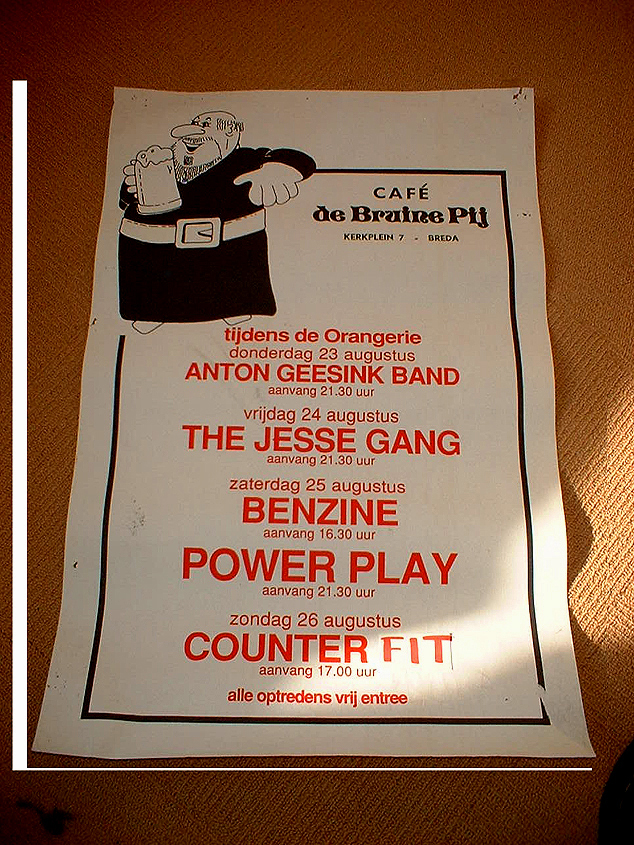 CAFÉ
de Bruine Pij
KERKPLEIN 7 - BREDA
tijdens de Orangerie
donderdag 23 augustus
ANTON GEESINK BAND
aanvang 21.30 uur
vrijdag 24 augustus
THE JESSE GANG
aanvang 21.30 uur
zaterdag 25 augustus
BENZINE
aanvang 16.30 uur
POWER PLAY
aanvang 21.30 uur
zondag 26 augustus
COUNTER FIT
aanvang 17.00 uur
alle optredens vrij entree